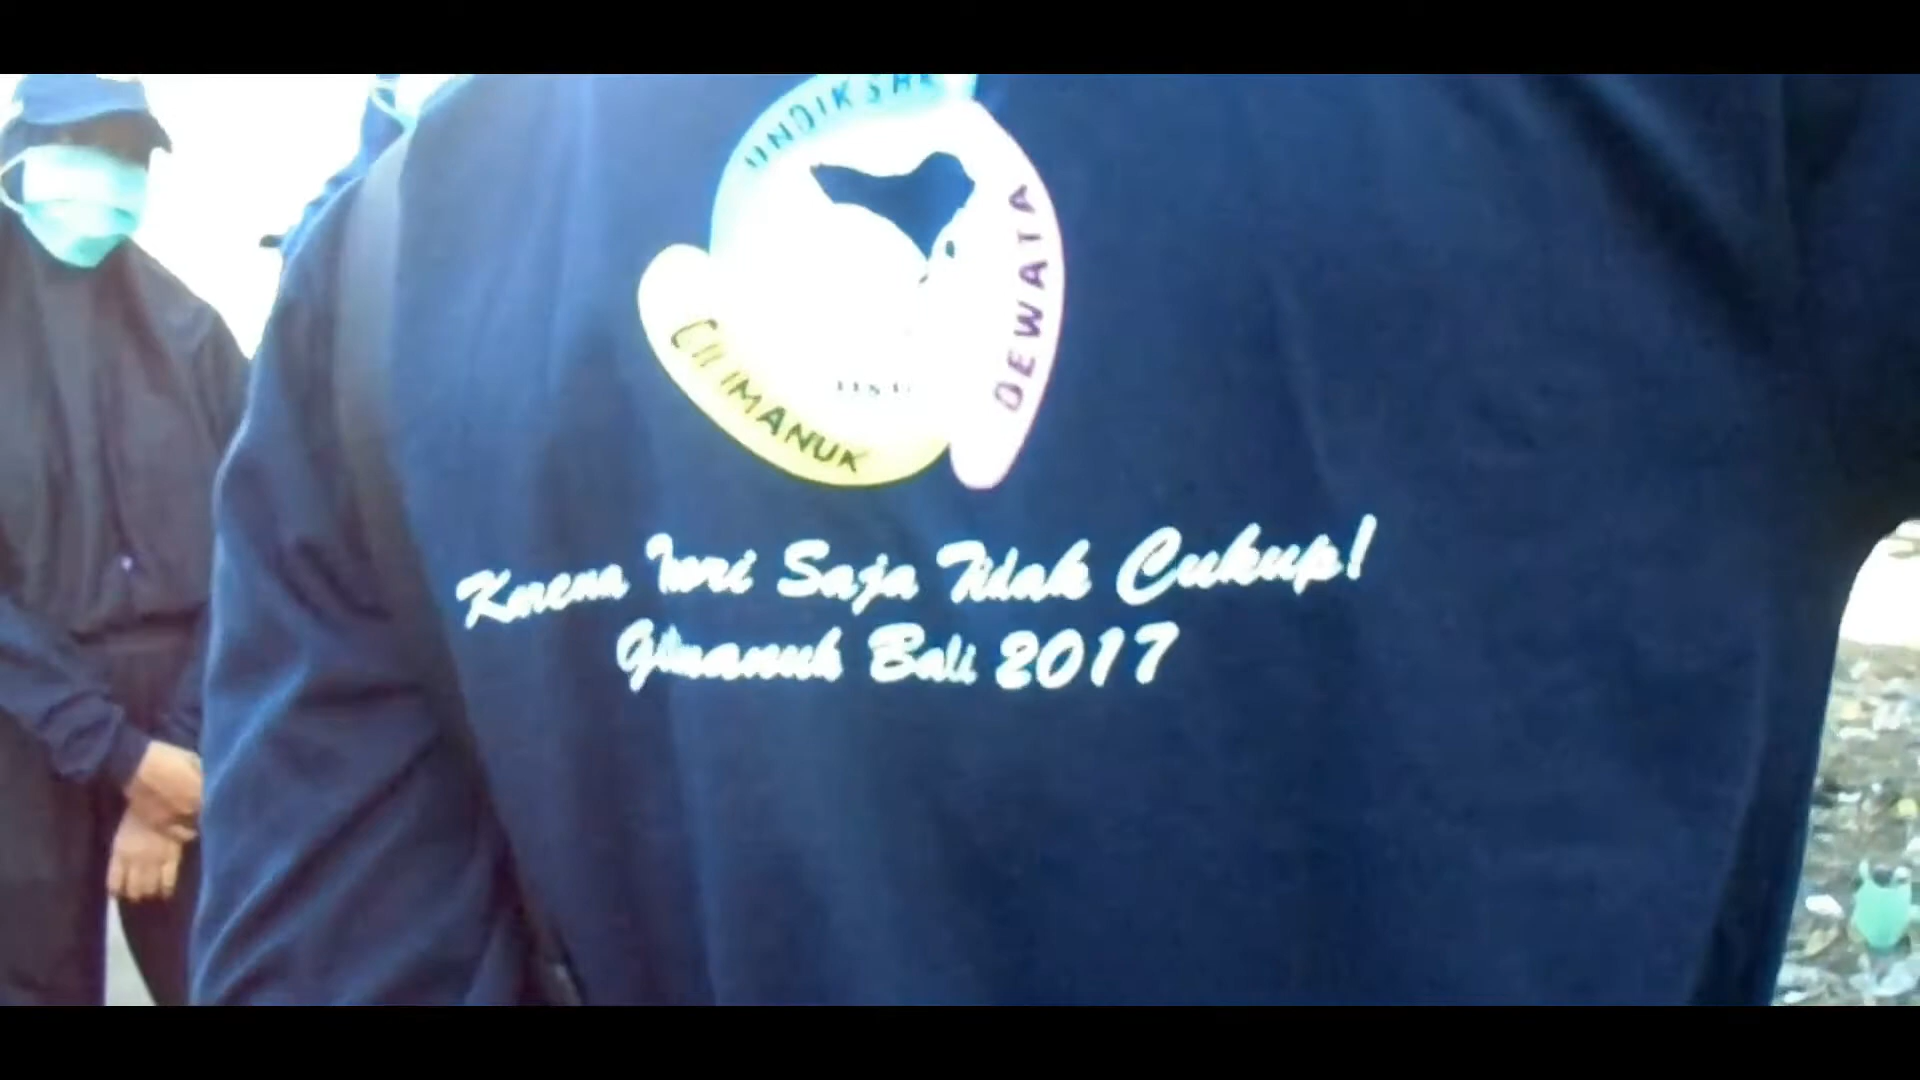 UNDIKSHA
DEWATA
GILIMANUK
Karena Teori Saja Tidak Cukup!
Gilimanuk Bali 2017